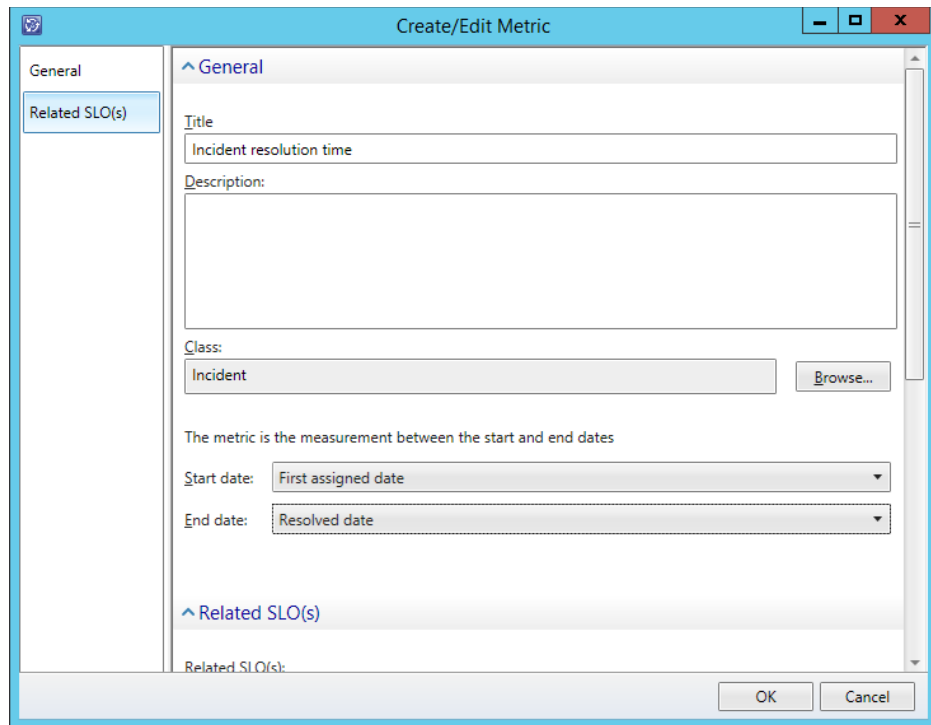 Create/Edit Metric
General
Related SLO(s)
General
Title
Incident resolution time
Description:
Class:
Incident
Browse...
The metric is the measurement between the start and end dates
Start date: First assigned date
End date: Resolved date
Related SLO(s)
Related SLO(s):
OK Cancel